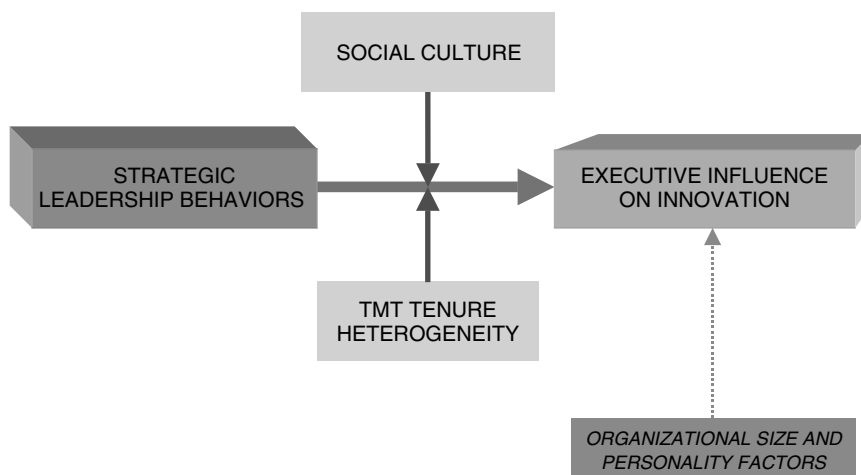 SOCIAL CULTURE
STRATEGIC
LEADERSHIP BEHAVIORS
EXECUTIVE INFLUENCE
ON INNOVATION
TMT TENURE
HETEROGENEITY
ORGANIZATIONAL SIZE AND
PERSONALITY FACTORS